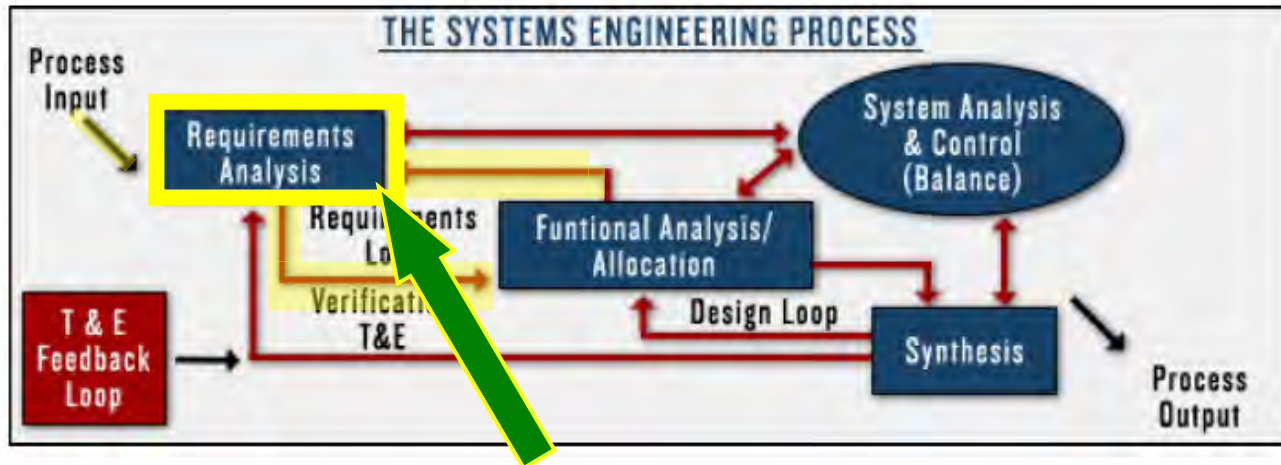 THE SYSTEMS ENGINEERING PROCESS
Process
Input
Requirements
Analysis
System Analysis
& Control
(Balance)
Requirements
Funtional Analysis/
Allocation
T & E
Feedback
Loop
T&E
Design Loop
Synthesis
Process
Output